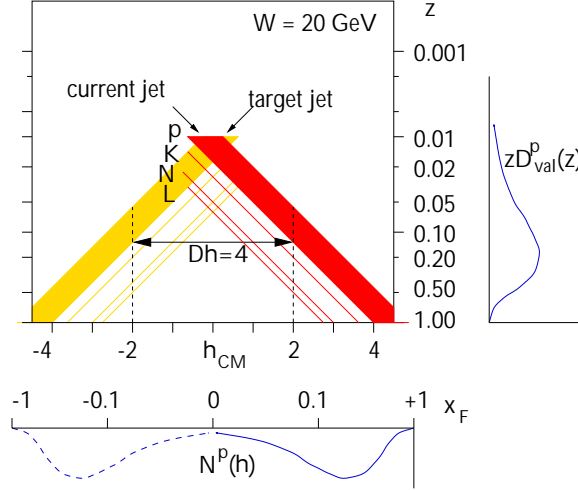 z
W = 20 GeV
0.001
current jet
target jet
p
0.01
K
zD^p_val(z)
0.02
N
L
0.05
0.10
Dh=4
0.20
0.50
1.00
-4
-2
h_CM
2
4
-1
-0.1
0
0.1
+1
x_F
N^p(h)